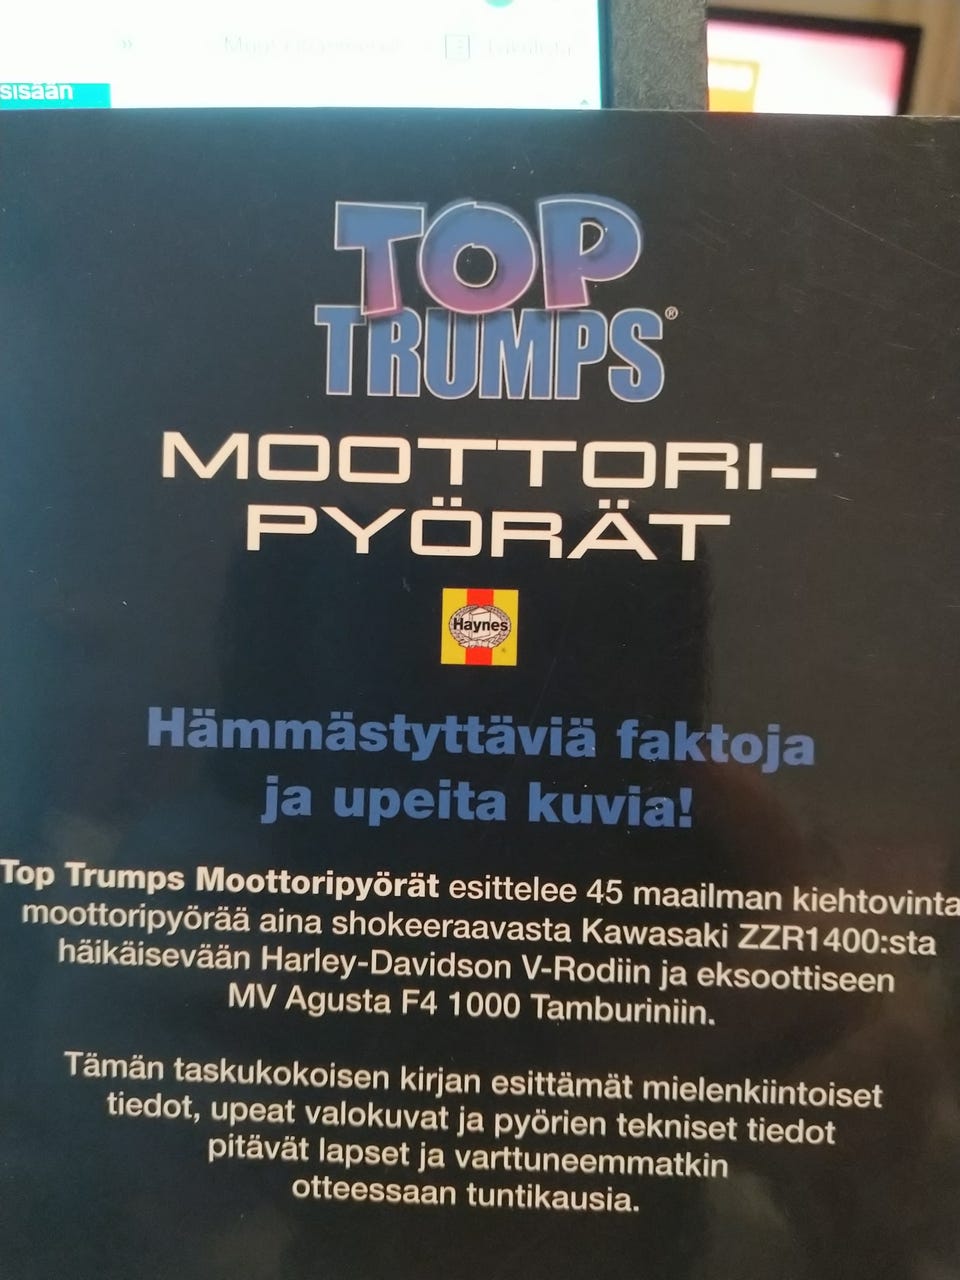 sisään
»
TOP
TRUMPS®
MOOTTORI-
PYÖRÄT
Haynes
Hämmästyttäviä faktoja
ja upeita kuvia!
Top Trumps Moottoripyörät esittelee 45 maailman kiehtovinta
moottoripyörää aina shokeeraavasta Kawasaki ZZR1400:sta
häikäisevään Harley-Davidson V-Rodiin ja eksoottiseen
MV Agusta F4 1000 Tamburiniin.
Tämän taskukokoisen kirjan esittämät mielenkiintoiset
tiedot, upeat valokuvat ja pyörien tekniset tiedot
pitävät lapset ja varttuneemmatkin
otteessaan tuntikausia.